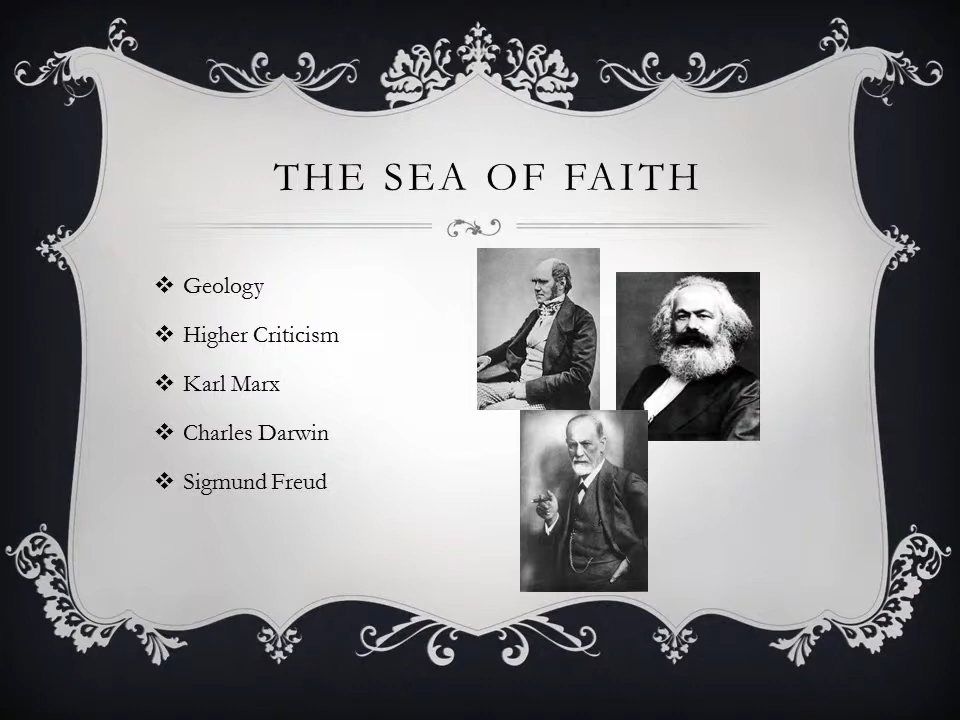 THE SEA OF FAITH
Geology
Higher Criticism
Karl Marx
Charles Darwin
Sigmund Freud